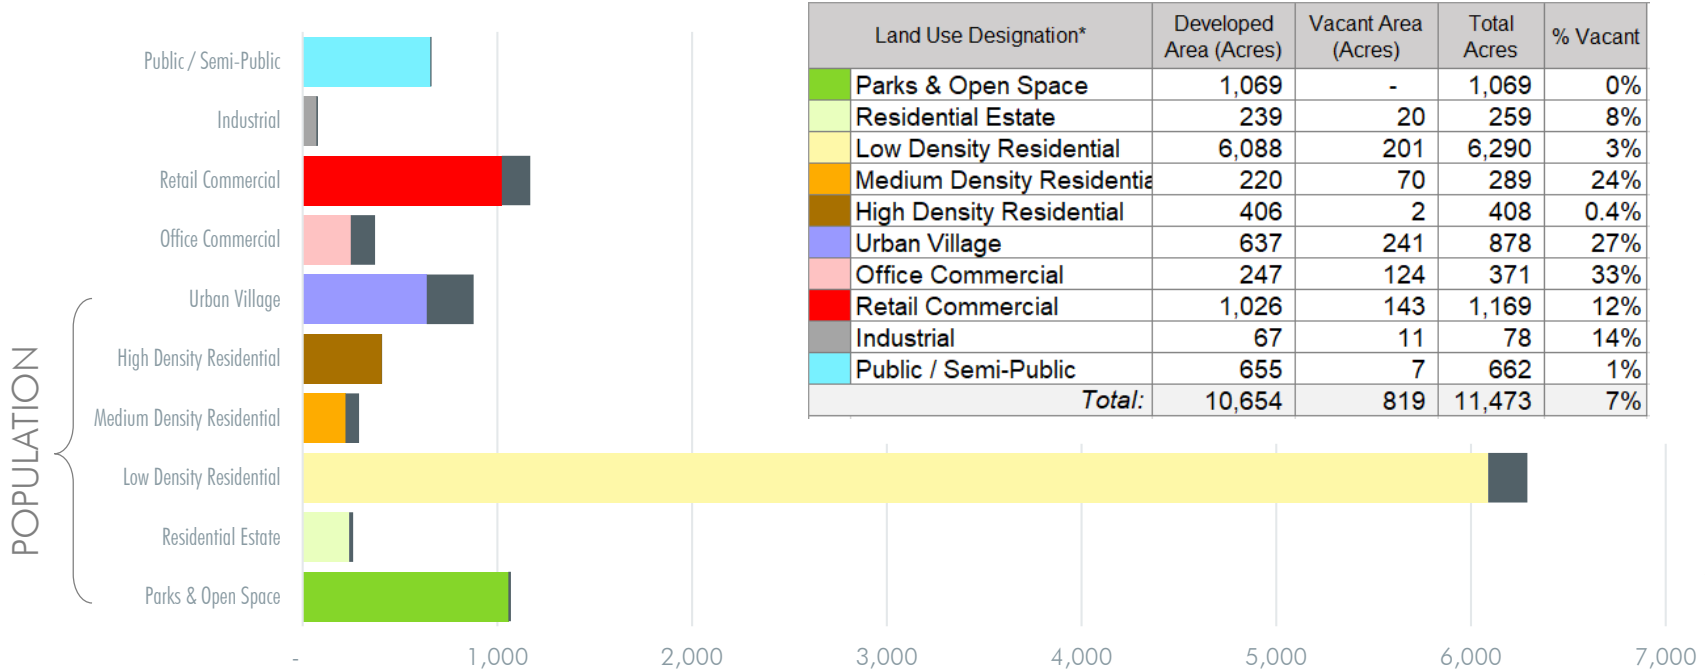 Public / Semi-Public
Industrial
Retail Commercial
Office Commercial
Urban Village
High Density Residential
Medium Density Residential
Low Density Residential
Residential Estate
Parks & Open Space
POPULATION
- 1,000 2,000 3,000 4,000 5,000 6,000 7,000
Land Use Designation* Developed Area (Acres) Vacant Area (Acres) Total Acres % Vacant
Parks & Open Space 1,069 - 1,069 0%
Residential Estate 239 20 259 8%
Low Density Residential 6,088 201 6,290 3%
Medium Density Residentia 220 70 289 24%
High Density Residential 406 2 408 0.4%
Urban Village 637 241 878 27%
Office Commercial 247 124 371 33%
Retail Commercial 1,026 143 1,169 12%
Industrial 67 11 78 14%
Public / Semi-Public 655 7 662 1%
Total: 10,654 819 11,473 7%